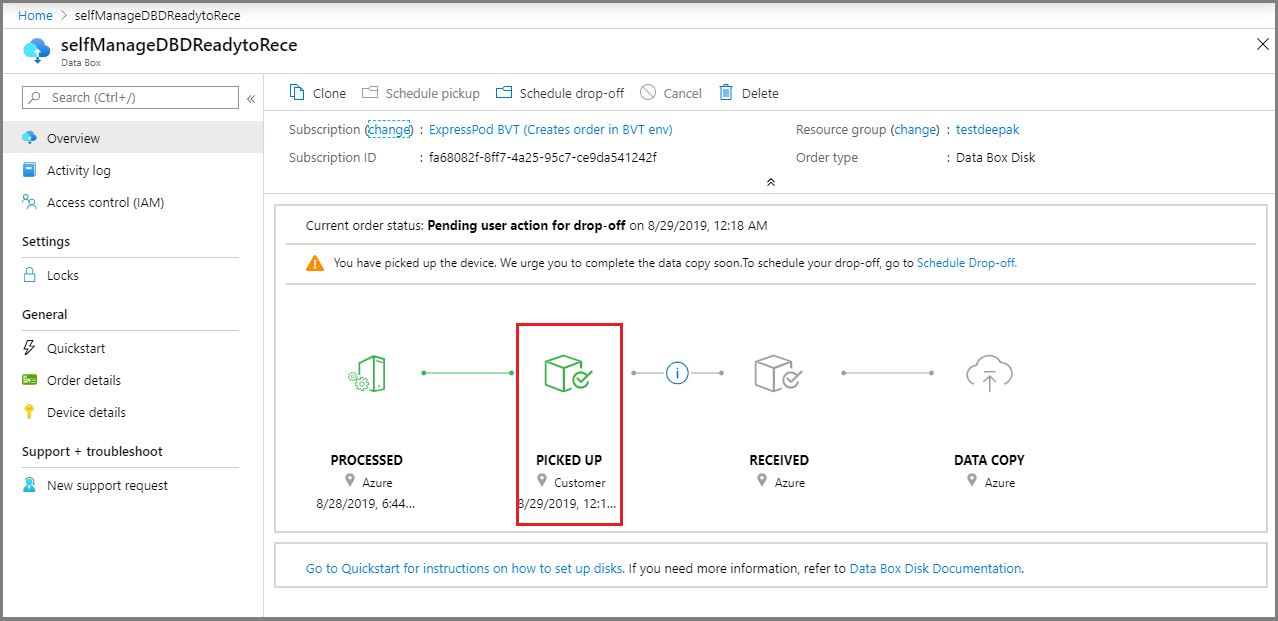 Home > selfManageDBDReadytoRece
selfManageDBDReadytoRece
Data Box
Search (Ctrl+/)
«
Overview
Activity log
Access control (IAM)
Settings
Locks
General
Quickstart
Order details
Device details
Support + troubleshoot
New support request
Clone Schedule pickup Schedule drop-off Cancel Delete
Subscription (change) : ExpressPod BVT (Creates order in BVT env) Resource group (change) : testdeepak
Subscription ID : fa68082f-8ff7-4a25-95c7-ce9da541242f Order type : Data Box Disk
Current order status: Pending user action for drop-off on 8/29/2019, 12:18 AM
You have picked up the device. We urge you to complete the data copy soon.To schedule your drop-off, go to Schedule Drop-off.
i
PROCESSED PICKED UP RECEIVED DATA COPY
Azure Customer Azure Azure
8/28/2019, 6:44... 8/29/2019, 12:1...
Go to Quickstart for instructions on how to set up disks. If you need more information, refer to Data Box Disk Documentation.